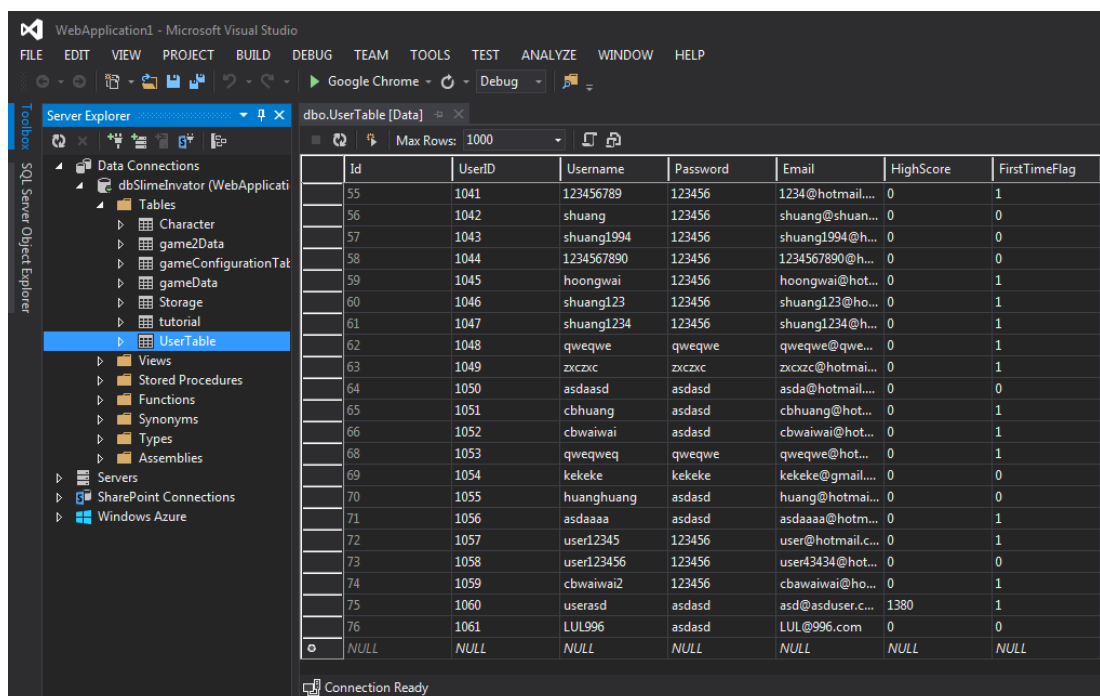 WebApplication1 - Microsoft Visual Studio
FILE EDIT VIEW PROJECT BUILD DEBUG TEAM TOOLS TEST ANALYZE WINDOW HELP
Google Chrome Debug
Toolbox
SQL Server Object Explorer
Server Explorer
Data Connections
dbSlimeInvator (WebApplicati
Tables
Character
game2Data
gameConfigurationTab
gameData
Storage
tutorial
UserTable
Views
Stored Procedures
Functions
Synonyms
Types
Assemblies
Servers
SharePoint Connections
Windows Azure
dbo.UserTable [Data]
Max Rows: 1000
Id UserID Username Password Email HighScore FirstTimeFlag
55 1041 123456789 123456 1234@hotmail.... 0 1
56 1042 shuang 123456 shuang@shuan... 0 0
57 1043 shuang1994 123456 shuang1994@h... 0 0
58 1044 1234567890 123456 1234567890@h... 0 0
59 1045 hoongwai 123456 hoongwai@hot... 0 1
60 1046 shuang123 123456 shuang123@ho... 0 1
61 1047 shuang1234 123456 shuang1234@h... 0 1
62 1048 qweqwe qweqwe qweqwe@qwe... 0 1
63 1049 zxczxc zxczxc zxcxzc@hotmai... 0 1
64 1050 asdaasd asdasd asda@hotmail.... 0 0
65 1051 cbhuang asdasd cbhuang@hot... 0 1
66 1052 cbwaiwai asdasd cbwaiwai@hot... 0 1
68 1053 qweqweq qweqwe qweqwe@hot... 0 1
69 1054 kekeke kekeke kekeke@gmail.... 0 0
70 1055 huanghuang asdasd huang@hotmai... 0 0
71 1056 asdaaaa asdasd asdaaaa@hotm... 0 1
72 1057 user12345 123456 user@hotmail.c... 0 1
73 1058 user123456 123456 user43434@hot... 0 0
74 1059 cbwaiwai2 123456 cbawaiwai@ho... 0 1
75 1060 userasd asdasd asd@asduser.c... 1380 1
76 1061 LUL996 asdasd LUL@996.com 0 0
NULL NULL NULL NULL NULL NULL NULL
Connection Ready